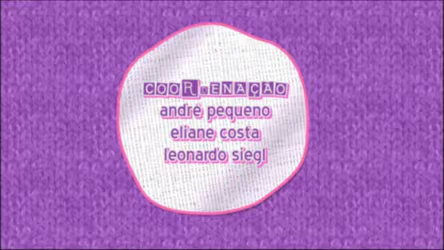 COORDENAÇÃO
andré pequeno
eliane costa
leonardo siegl